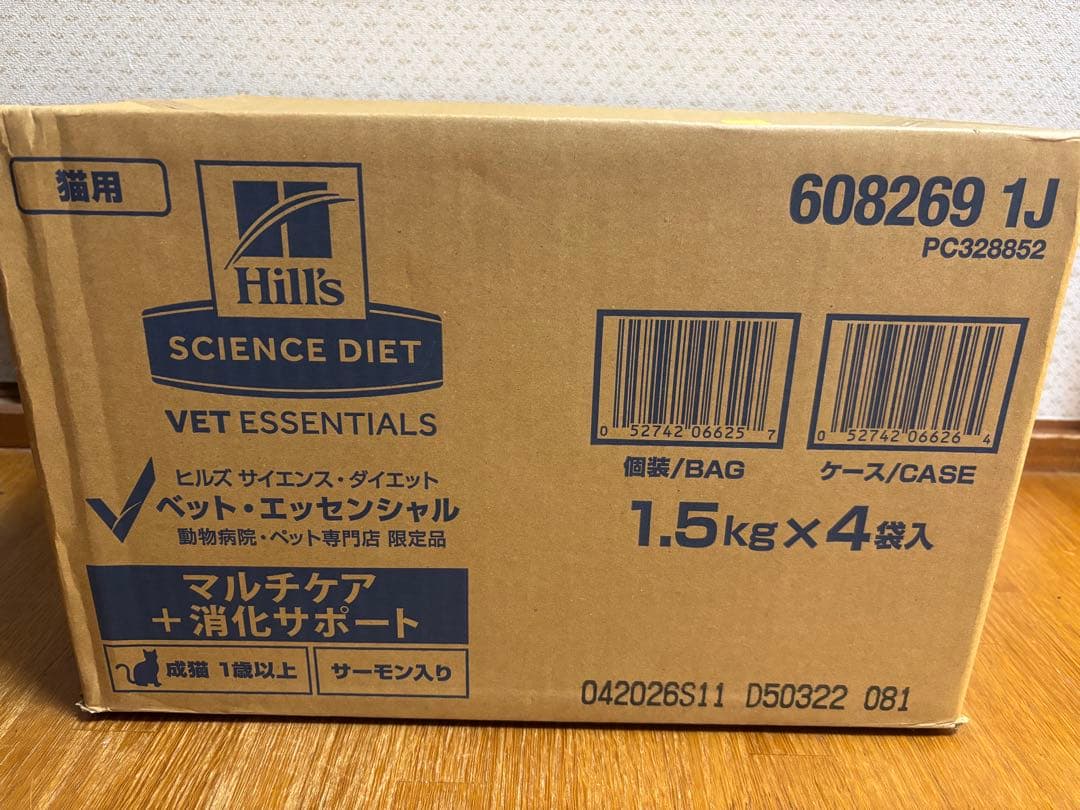 猫用
Hill's
SCIENCE DIET
VET ESSENTIALS
ヒルズ サイエンス・ダイエット
ベット・エッセンシャル
動物病院・ペット専門店 限定品
マルチケア
+消化サポート
成猫 1歳以上
サーモン入り
608269 1J
PC328852
0 52742 06625 7
個装/BAG
0 52742 06626 4
ケース/CASE
1.5kg×4袋入
042026S11 D50322 081